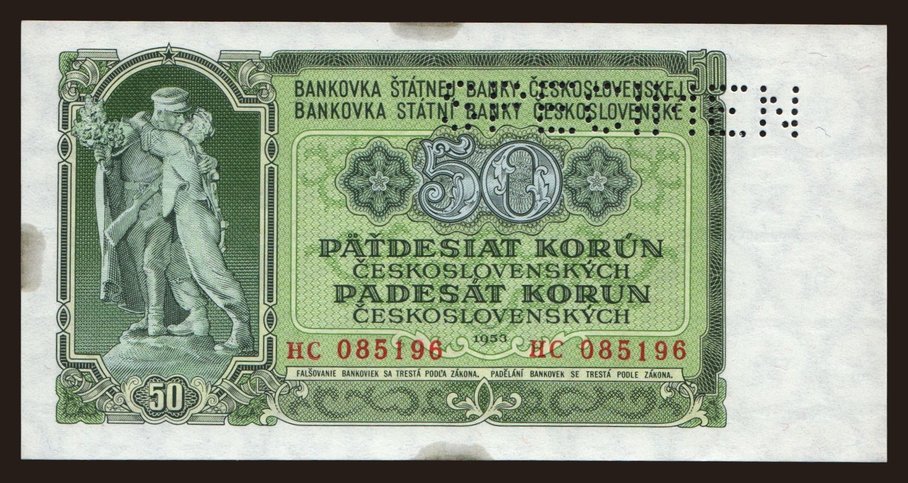 50
BANKOVKA ŠTÁTNEJ BANKY ČESKOSLOVENSKEJ
BANKOVKA STÁTNÍ BANKY ČESKOSLOVENSKÉ
SPECIMEN
50
PÄŤDESIAT KORÚN
ČESKOSLOVENSKÝCH
PADESÁT KORUN
ČESKOSLOVENSKÝCH
1953
HC 085196 HC 085196
FALŠOVANIE BANKOVIEK SA TRESTÁ PODĽA ZÁKONA. PADĚLÁNÍ BANKOVEK SE TRESTÁ PODLE ZÁKONA.
50